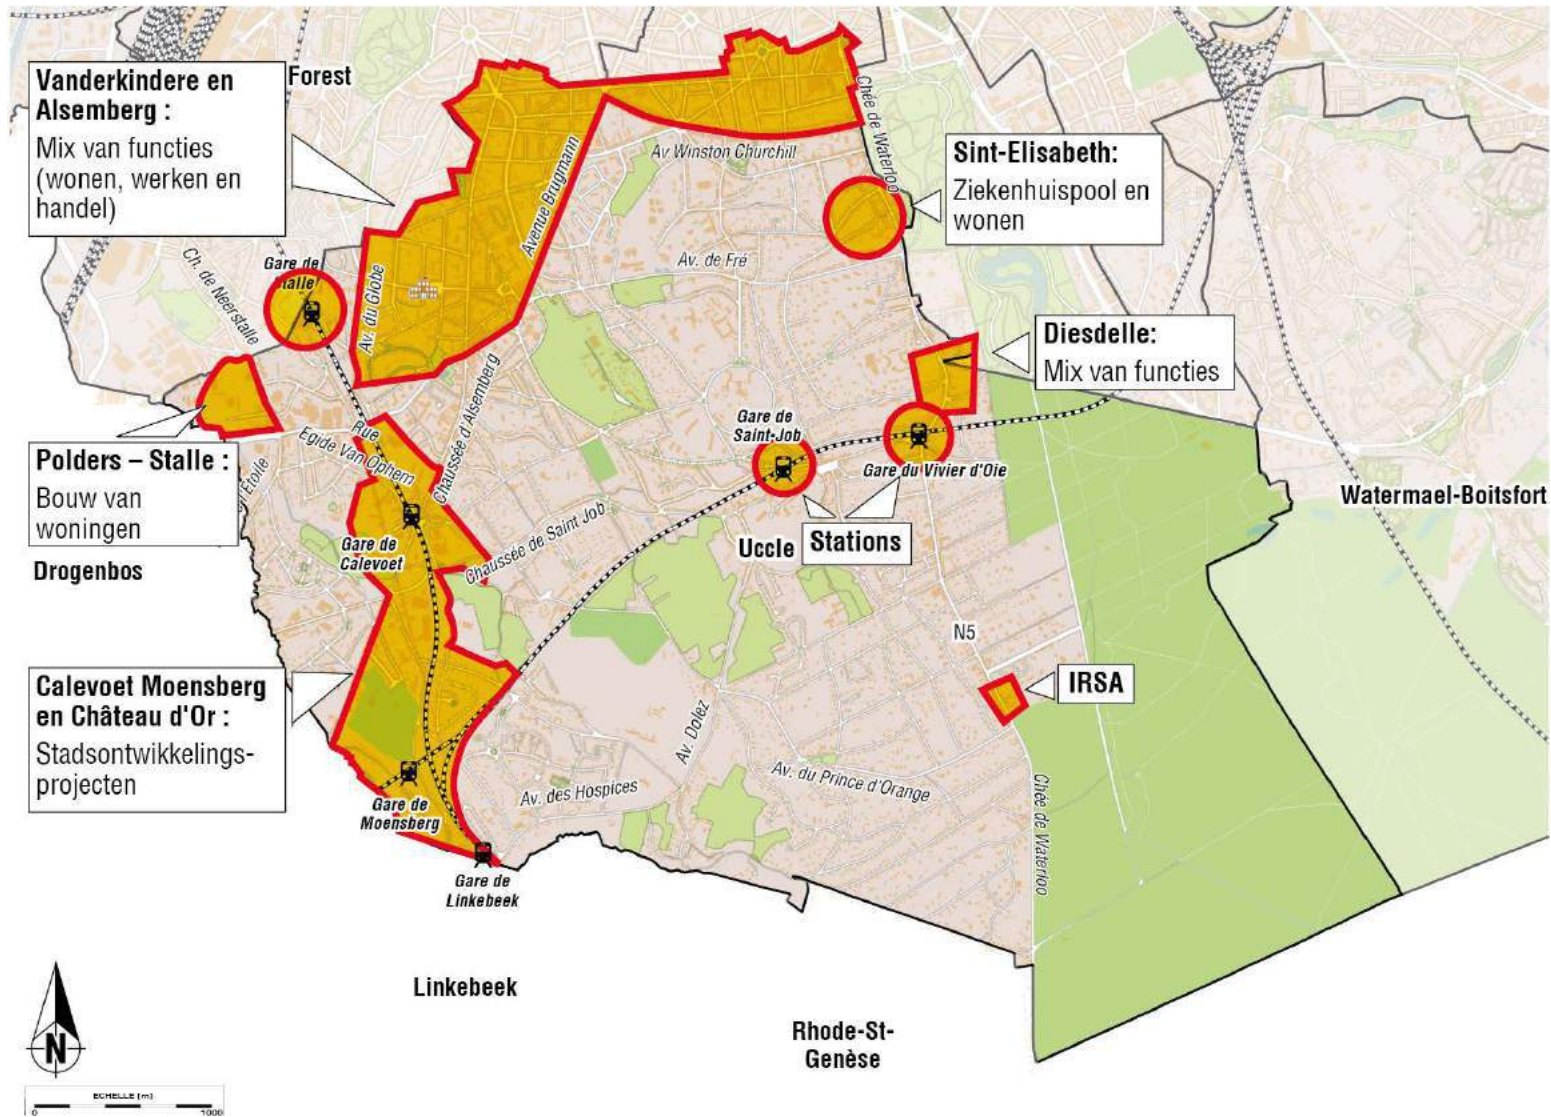 Vanderkindere en
Alsemberg :
Mix van functies
(wonen, werken en
handel)
Forest
Chée de Waterloo
Av Winston Churchill
Avenue Brugmann
Sint-Elisabeth:
Ziekenhuispool en
wonen
Av. de Fré
Ch. de Neerstalle
Gare de
Av. du Globe
Diesdelle:
Mix van functies
Chaussée d'Alsemberg
Gare de
Saint-Job
Rue
Egide Van Ophem
Gare du Vivier d'Oie
Polders – Stalle :
Bouw van
woningen
Etoile
Watermael-Boitsfort
Chaussée de Saint Job
Uccle
Stations
Gare de
Calevoet
Drogenbos
N5
Calevoet Moensberg
en Château d'Or :
Stadsontwikkelings-
projecten
IRSA
Av. Dolez
Av. du Prince d'Orange
Av. des Hospices
Chée de Waterloo
Gare de
Moensberg
Gare de
Linkebeek
Linkebeek
Rhode-St-
Genèse
N
ECHELLE [m]
0 1000